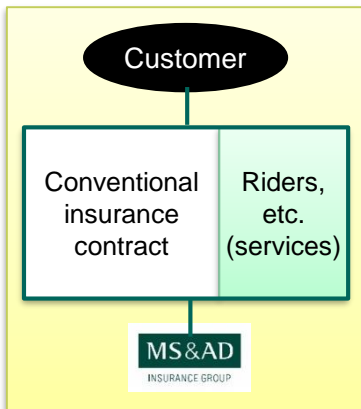 Customer
Conventional
insurance
contract
Riders,
etc.
(services)
MS&AD
INSURANCE GROUP